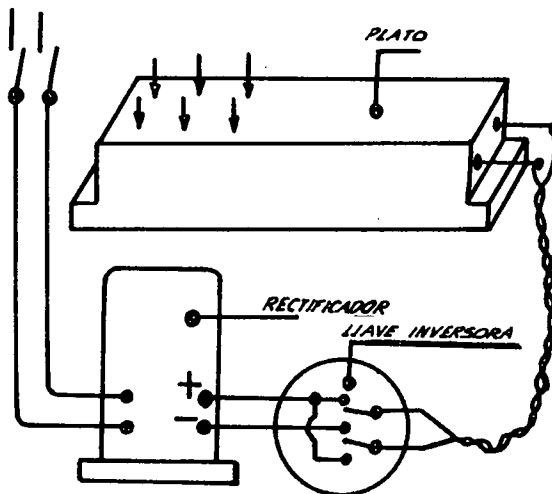 PLATO
RECTIFICADOR
LLAVE INVERSORA
+
−